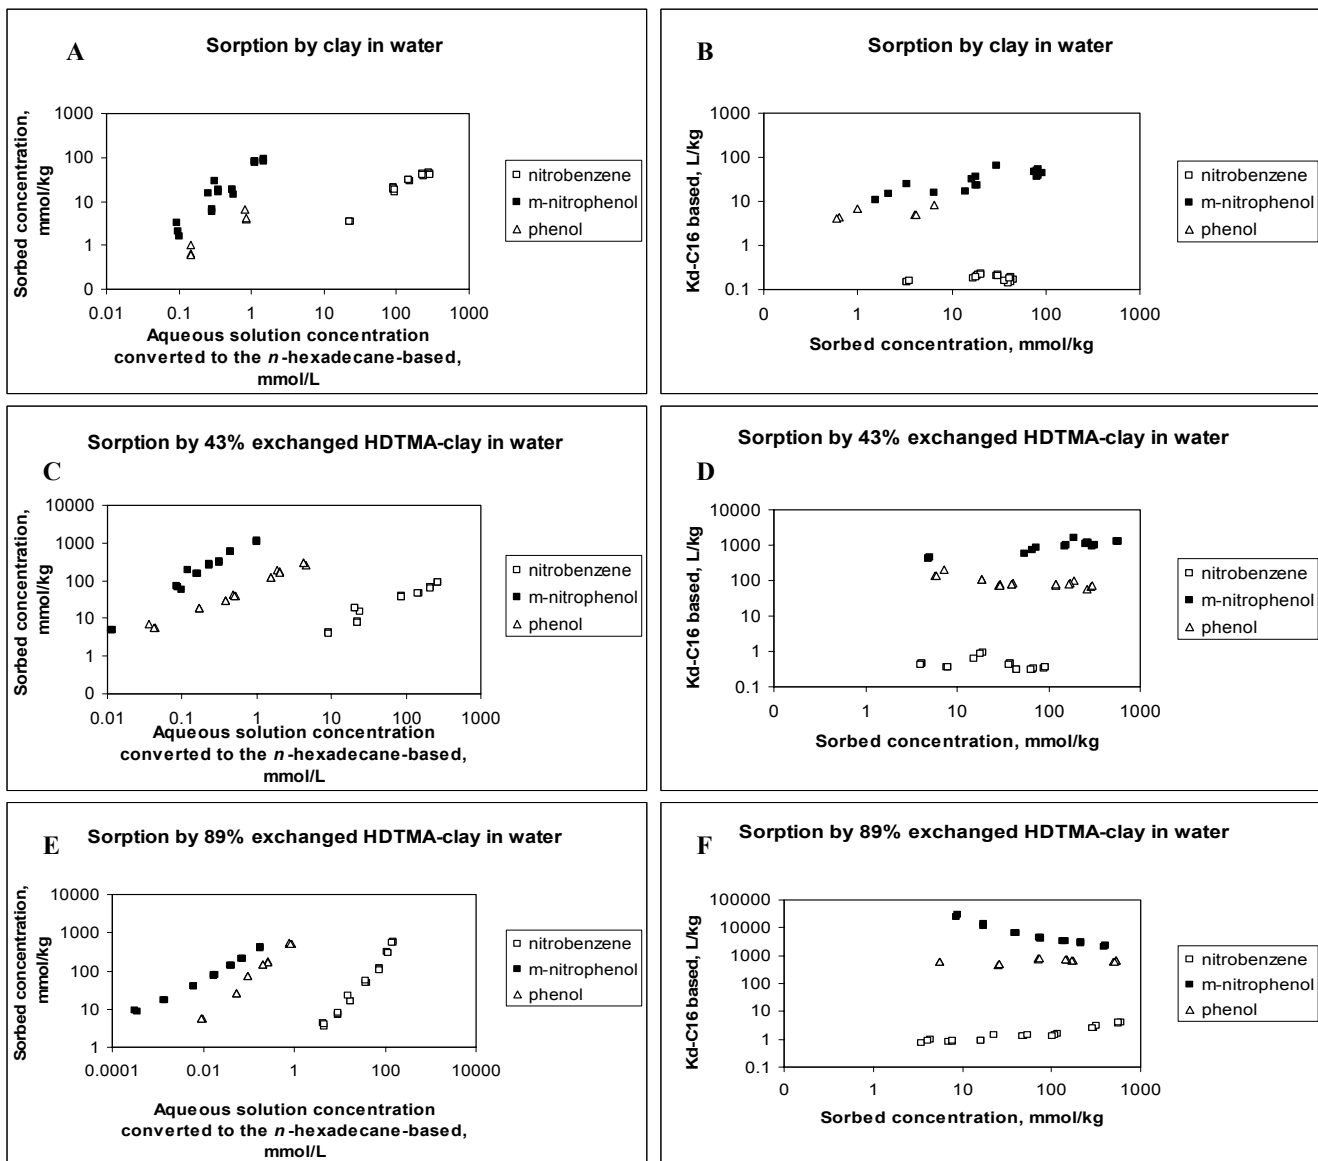 A
Sorption by clay in water
Sorbed concentration,
mmol/kg
1000
100
10
1
0
0.01
0.1
1
10
100
1000
Aqueous solution concentration
converted to the n-hexadecane-based,
mmol/L
nitrobenzene
m-nitrophenol
phenol
B
Sorption by clay in water
Kd-C16 based, L/kg
1000
100
10
1
0.1
0
1
10
100
1000
Sorbed concentration, mmol/kg
nitrobenzene
m-nitrophenol
phenol
Sorption by 43% exchanged HDTMA-clay in water
C
Sorbed concentration,
mmol/kg
10000
1000
100
10
1
0
0.01
0.1
1
10
100
1000
Aqueous solution concentration
converted to the n-hexadecane-based,
mmol/L
nitrobenzene
m-nitrophenol
phenol
Sorption by 43% exchanged HDTMA-clay in water
D
Kd-C16 based, L/kg
10000
1000
100
10
1
0.1
0
1
10
100
1000
Sorbed concentration, mmol/kg
nitrobenzene
m-nitrophenol
phenol
E
Sorption by 89% exchanged HDTMA-clay in water
Sorbed concentration,
mmol/kg
10000
1000
100
10
1
0.0001
0.01
1
100
10000
Aqueous solution concentration
converted to the n-hexadecane-based,
mmol/L
nitrobenzene
m-nitrophenol
phenol
F
Sorption by 89% exchanged HDTMA-clay in water
Kd-C16 based, L/kg
100000
10000
1000
100
10
1
0.1
0
1
10
100
1000
Sorbed concentration, mmol/kg
nitrobenzene
m-nitrophenol
phenol